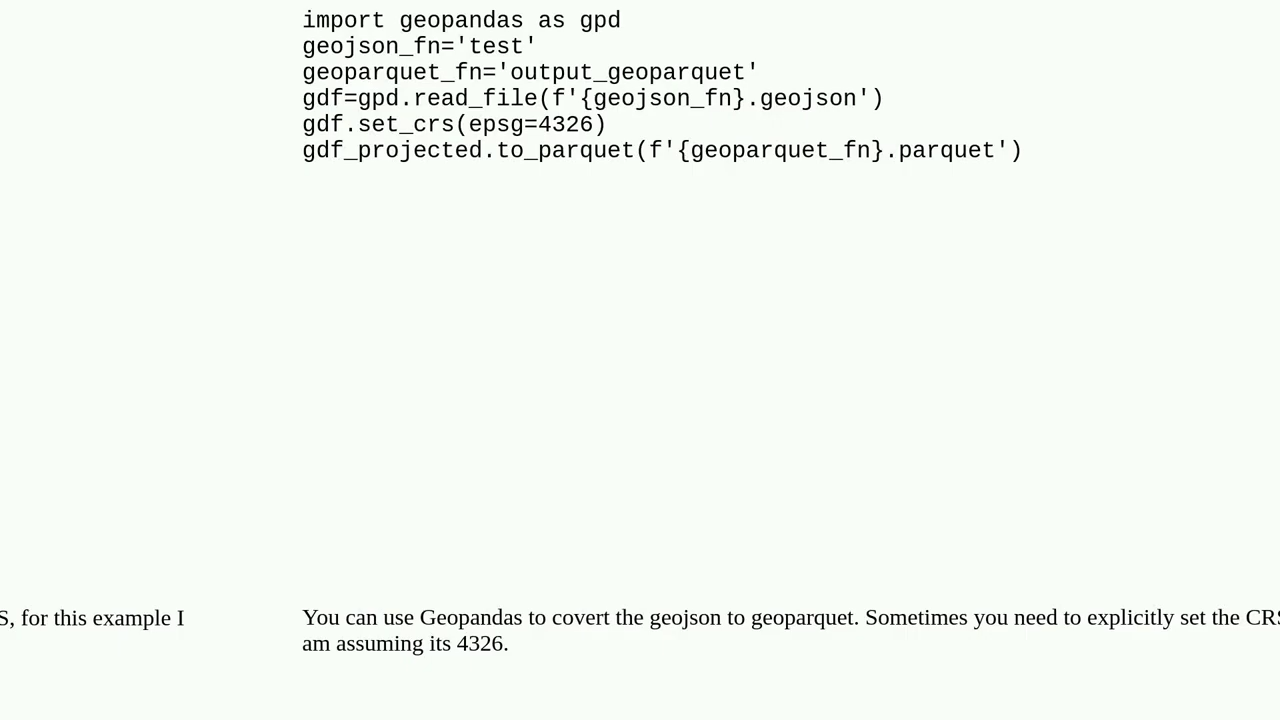 import geopandas as gpd
geojson_fn='test'
geoparquet_fn='output_geoparquet'
gdf=gpd.read_file(f'{geojson_fn}.geojson')
gdf.set_crs(epsg=4326)
gdf_projected.to_parquet(f'{geoparquet_fn}.parquet')
S, for this example I
You can use Geopandas to covert the geojson to geoparquet. Sometimes you need to explicitly set the CRS
am assuming its 4326.